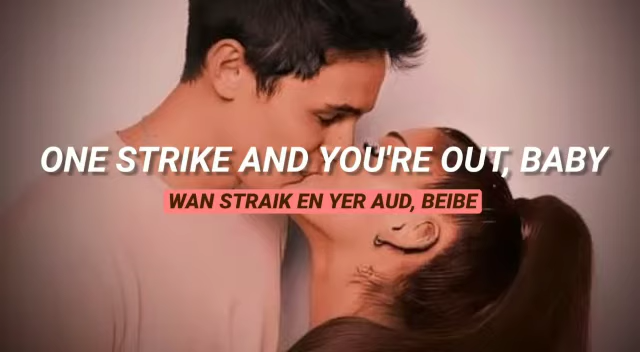 ONE STRIKE AND YOU'RE OUT, BABY
WAN STRAIK EN YER AUD, BEIBE